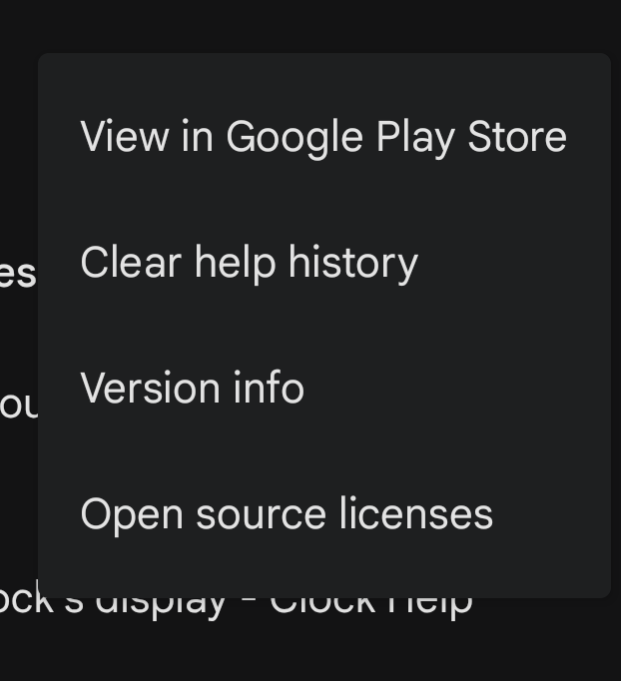 View in Google Play Store
es
Clear help history
Version info
ou
Open source licenses
ock's display - Clock Help